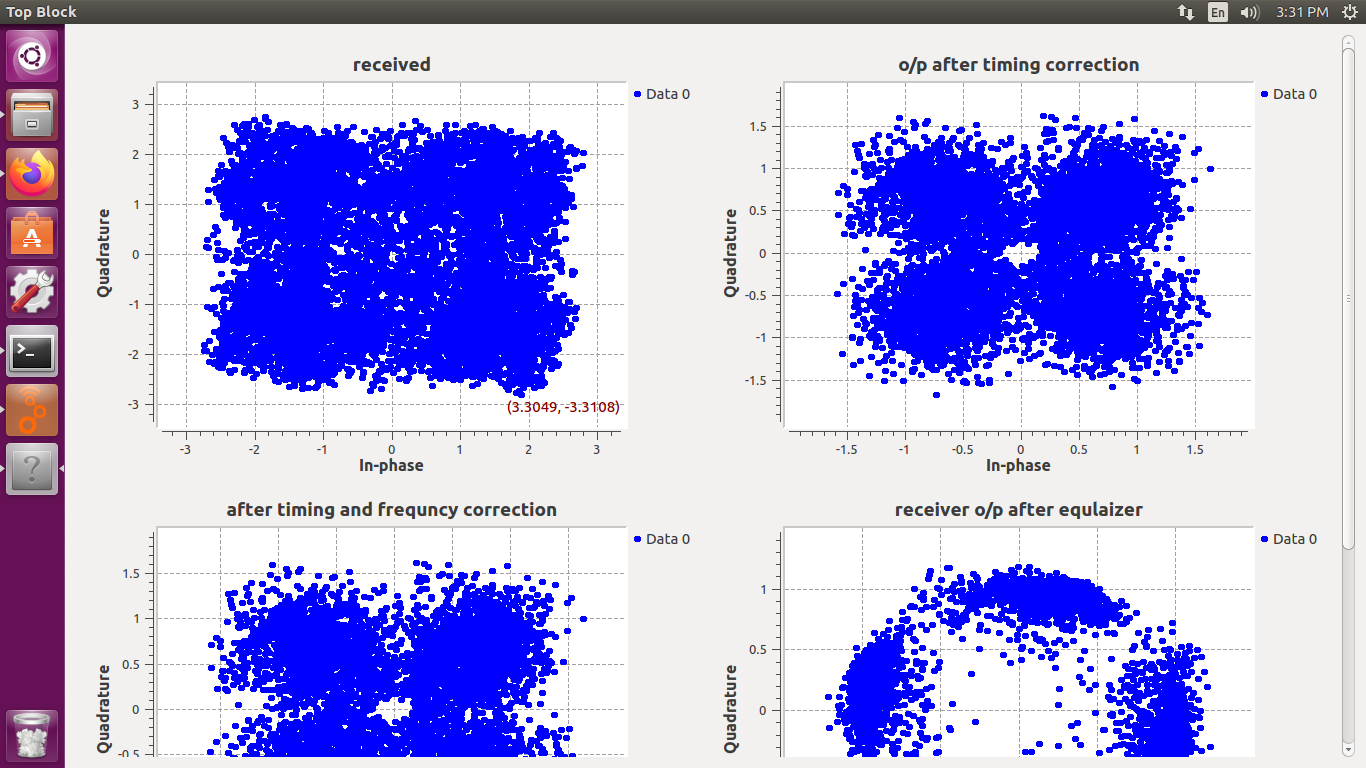 Top Block
En
3:31 PM
received
Data 0
3
2
1
0
-1
-2
-3
Quadrature
(3.3049, -3.3108)
-3 -2 -1 0 1 2 3
In-phase
o/p after timing correction
Data 0
1.5
1
0.5
0
-0.5
-1
-1.5
Quadrature
-1.5 -1 -0.5 0 0.5 1 1.5
In-phase
after timing and frequncy correction
Data 0
1.5
1
0.5
0
-0.5
Quadrature
receiver o/p after equlaizer
Data 0
1
0.5
0
Quadrature